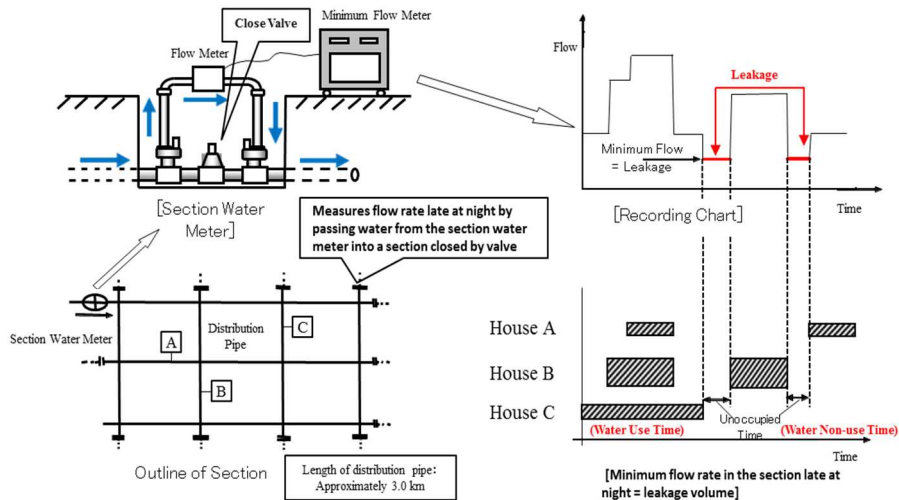 Close Valve
Minimum Flow Meter
Flow Meter
[Section Water
Meter]
Flow
Leakage
Minimum Flow
= Leakage
[Recording Chart]
Time
Measures flow rate late at night by
passing water from the section water
meter into a section closed by valve
Section Water Meter
Distribution
Pipe
A
B
C
Outline of Section
Length of distribution pipe:
Approximately 3.0 km
House A
House B
House C
Unoccupied
Time
(Water Use Time)
(Water Non-use Time)
Time
[Minimum flow rate in the section late at
night = leakage volume]